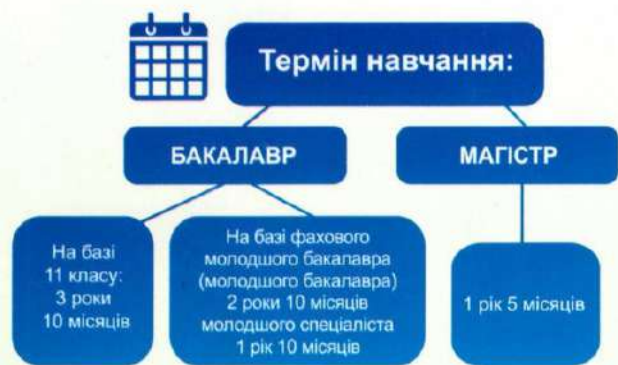 Термін навчання:
БАКАЛАВР
МАГІСТР
На базі
11 класу:
3 роки
10 місяців
На базі фахового
молодшого бакалавра
(молодшого бакалавра)
2 роки 10 місяців
молодшого спеціаліста
1 рік 10 місяців
1 рік 5 місяців